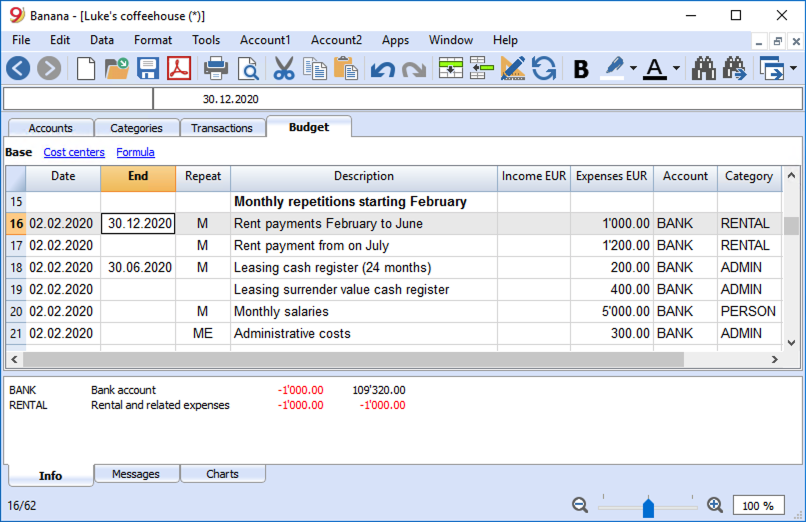 Banana - [Luke's coffeehouse (*)]
File Edit Data Format Tools Account1 Account2 Apps Window Help
B A
30.12.2020
Accounts Categories Transactions Budget
Base Cost centers Formula
Date End Repeat Description Income EUR Expenses EUR Account Category
15 Monthly repetitions starting February
16 02.02.2020 30.12.2020 M Rent payments February to June 1'000.00 BANK RENTAL
17 02.02.2020 M Rent payment from on July 1'200.00 BANK RENTAL
18 02.02.2020 30.06.2020 M Leasing cash register (24 months) 200.00 BANK ADMIN
19 02.02.2020 Leasing surrender value cash register 400.00 BANK ADMIN
20 02.02.2020 M Monthly salaries 5'000.00 BANK PERSON
21 02.02.2020 ME Administrative costs 300.00 BANK ADMIN
BANK Bank account -1'000.00 109'320.00
RENTAL Rental and related expenses -1'000.00 -1'000.00
Info Messages Charts
16/62 100 %